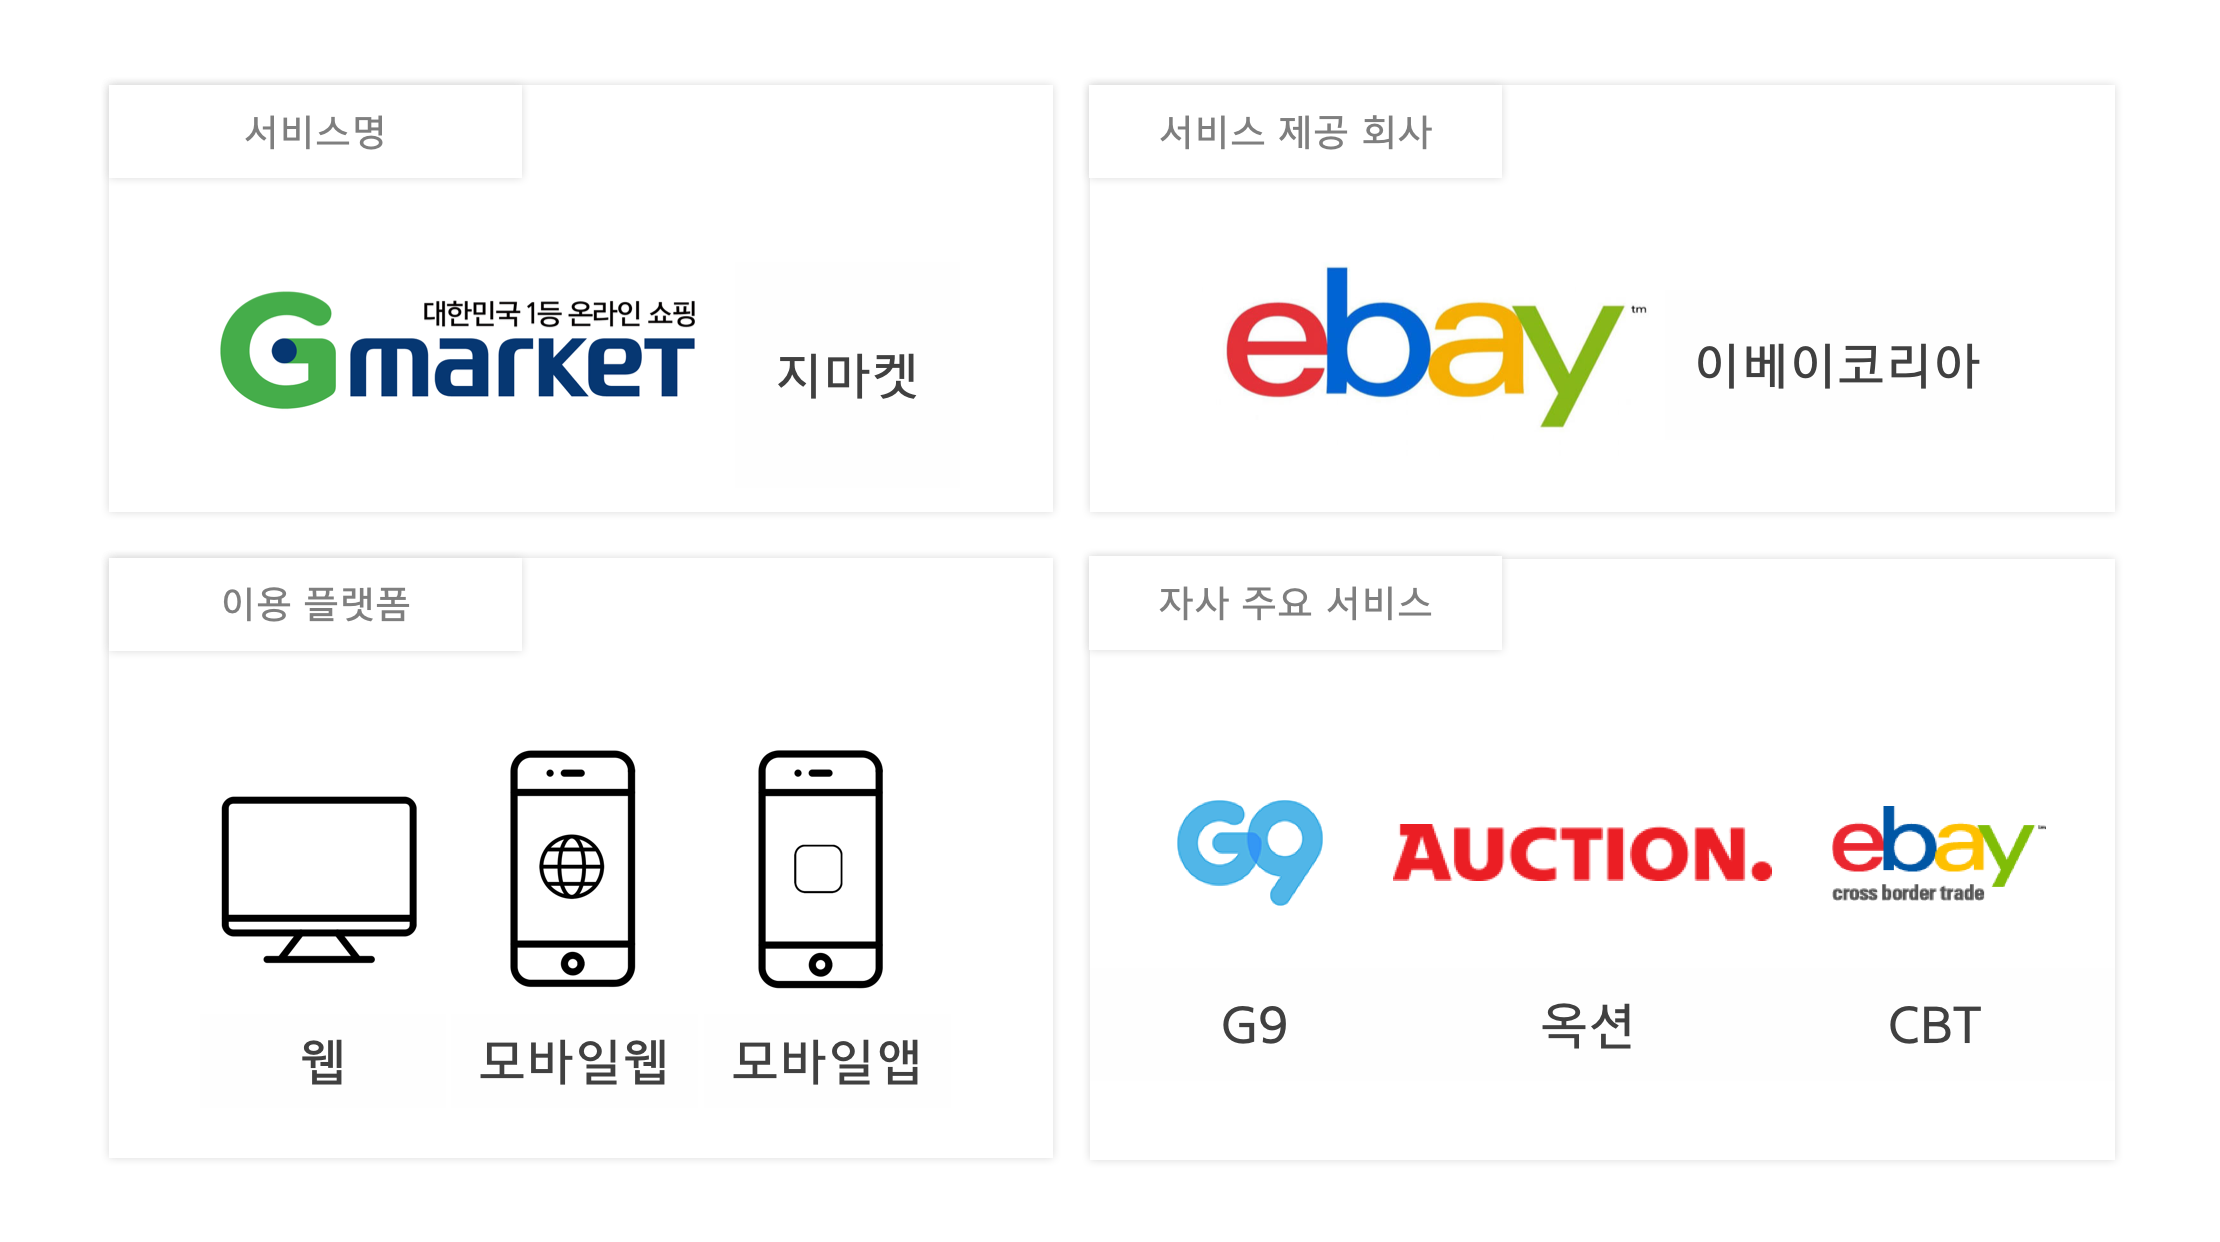 서비스명
대한민국 1등 온라인 쇼핑
Gmarket
지마켓
서비스 제공 회사
ebay™
이베이코리아
이용 플랫폼
웹
모바일웹
모바일앱
자사 주요 서비스
G9
AUCTION.
ebay™
cross border trade
G9
옥션
CBT